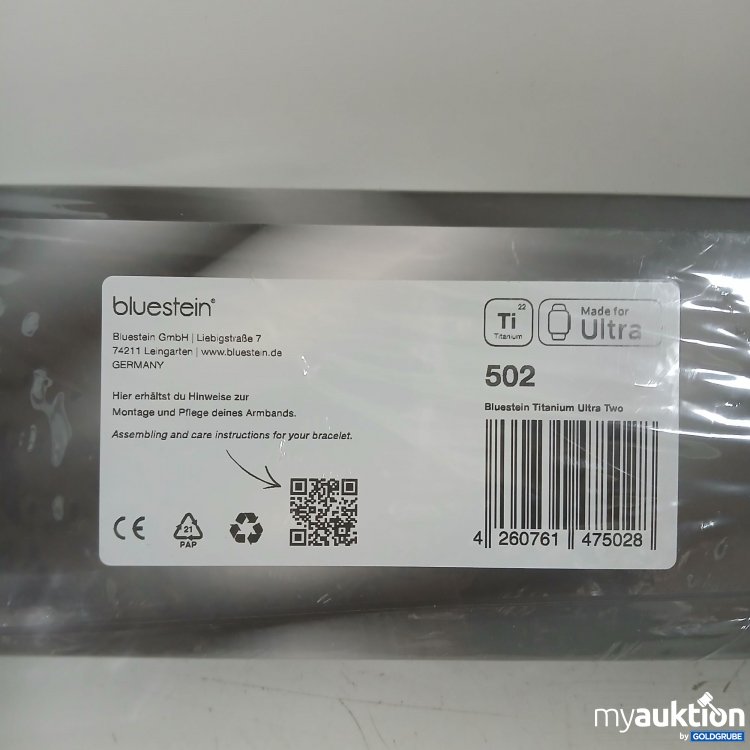 bluestein®
Bluestein GmbH | Liebigstraße 7
74211 Leingarten | www.bluestein.de
GERMANY
Hier erhältst du Hinweise zur
Montage und Pflege deines Armbands.
Assembling and care instructions for your bracelet.
CE
21
PAP
22
Ti
Titanium
Made for
Ultra
502
Bluestein Titanium Ultra Two
4 260761 475028
myauktion
by GOLDGRUBE